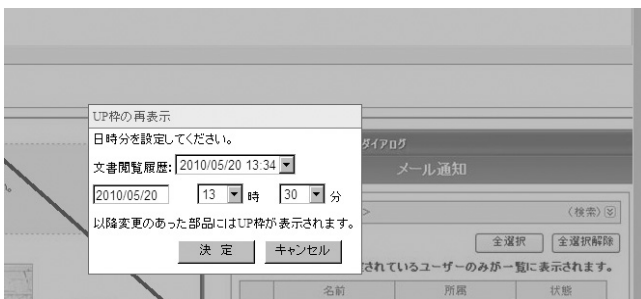 UP枠の再表示
日時分を設定してください。
文書閲覧履歴: 2010/05/20 13:34
2010/05/20 13 時 30 分
以降変更のあった部品にはUP枠が表示されます。
決 定 キャンセル
ダイアログ
メール通知
>
(検索)
全選択 全選択解除
されているユーザーのみが一覧に表示されます。
名前 所属 状態